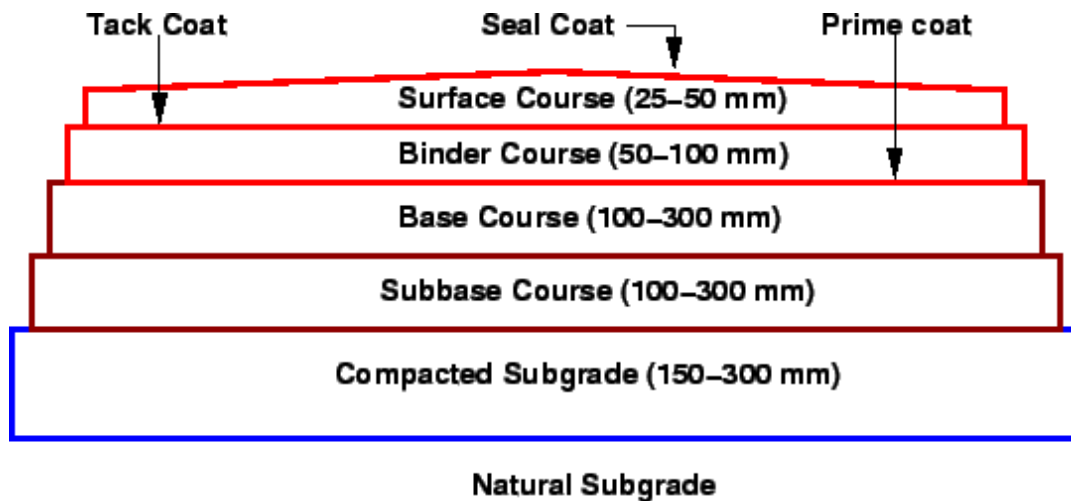 Tack Coat
Seal Coat
Prime coat
Surface Course (25–50 mm)
Binder Course (50–100 mm)
Base Course (100–300 mm)
Subbase Course (100–300 mm)
Compacted Subgrade (150–300 mm)
Natural Subgrade